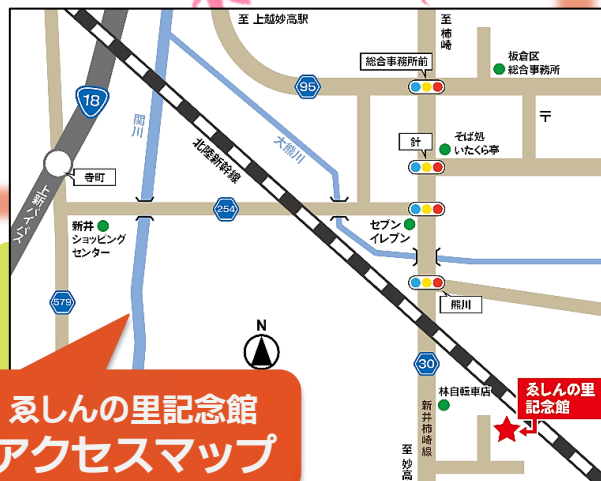 至 上越妙高駅
至
柿
崎
総合事務所前
板倉区
総合事務所
95
18
関川
大熊川
計
そば処
いたくら亭
〒
北陸新幹線
寺町
上新バイパス
254
新井
ショッピング
センター
セブン
イレブン
579
熊川
N
30
林自転車店
ゑしんの里
記念館
新井柿崎線
至
妙
高
ゑしんの里記念館
アクセスマップ